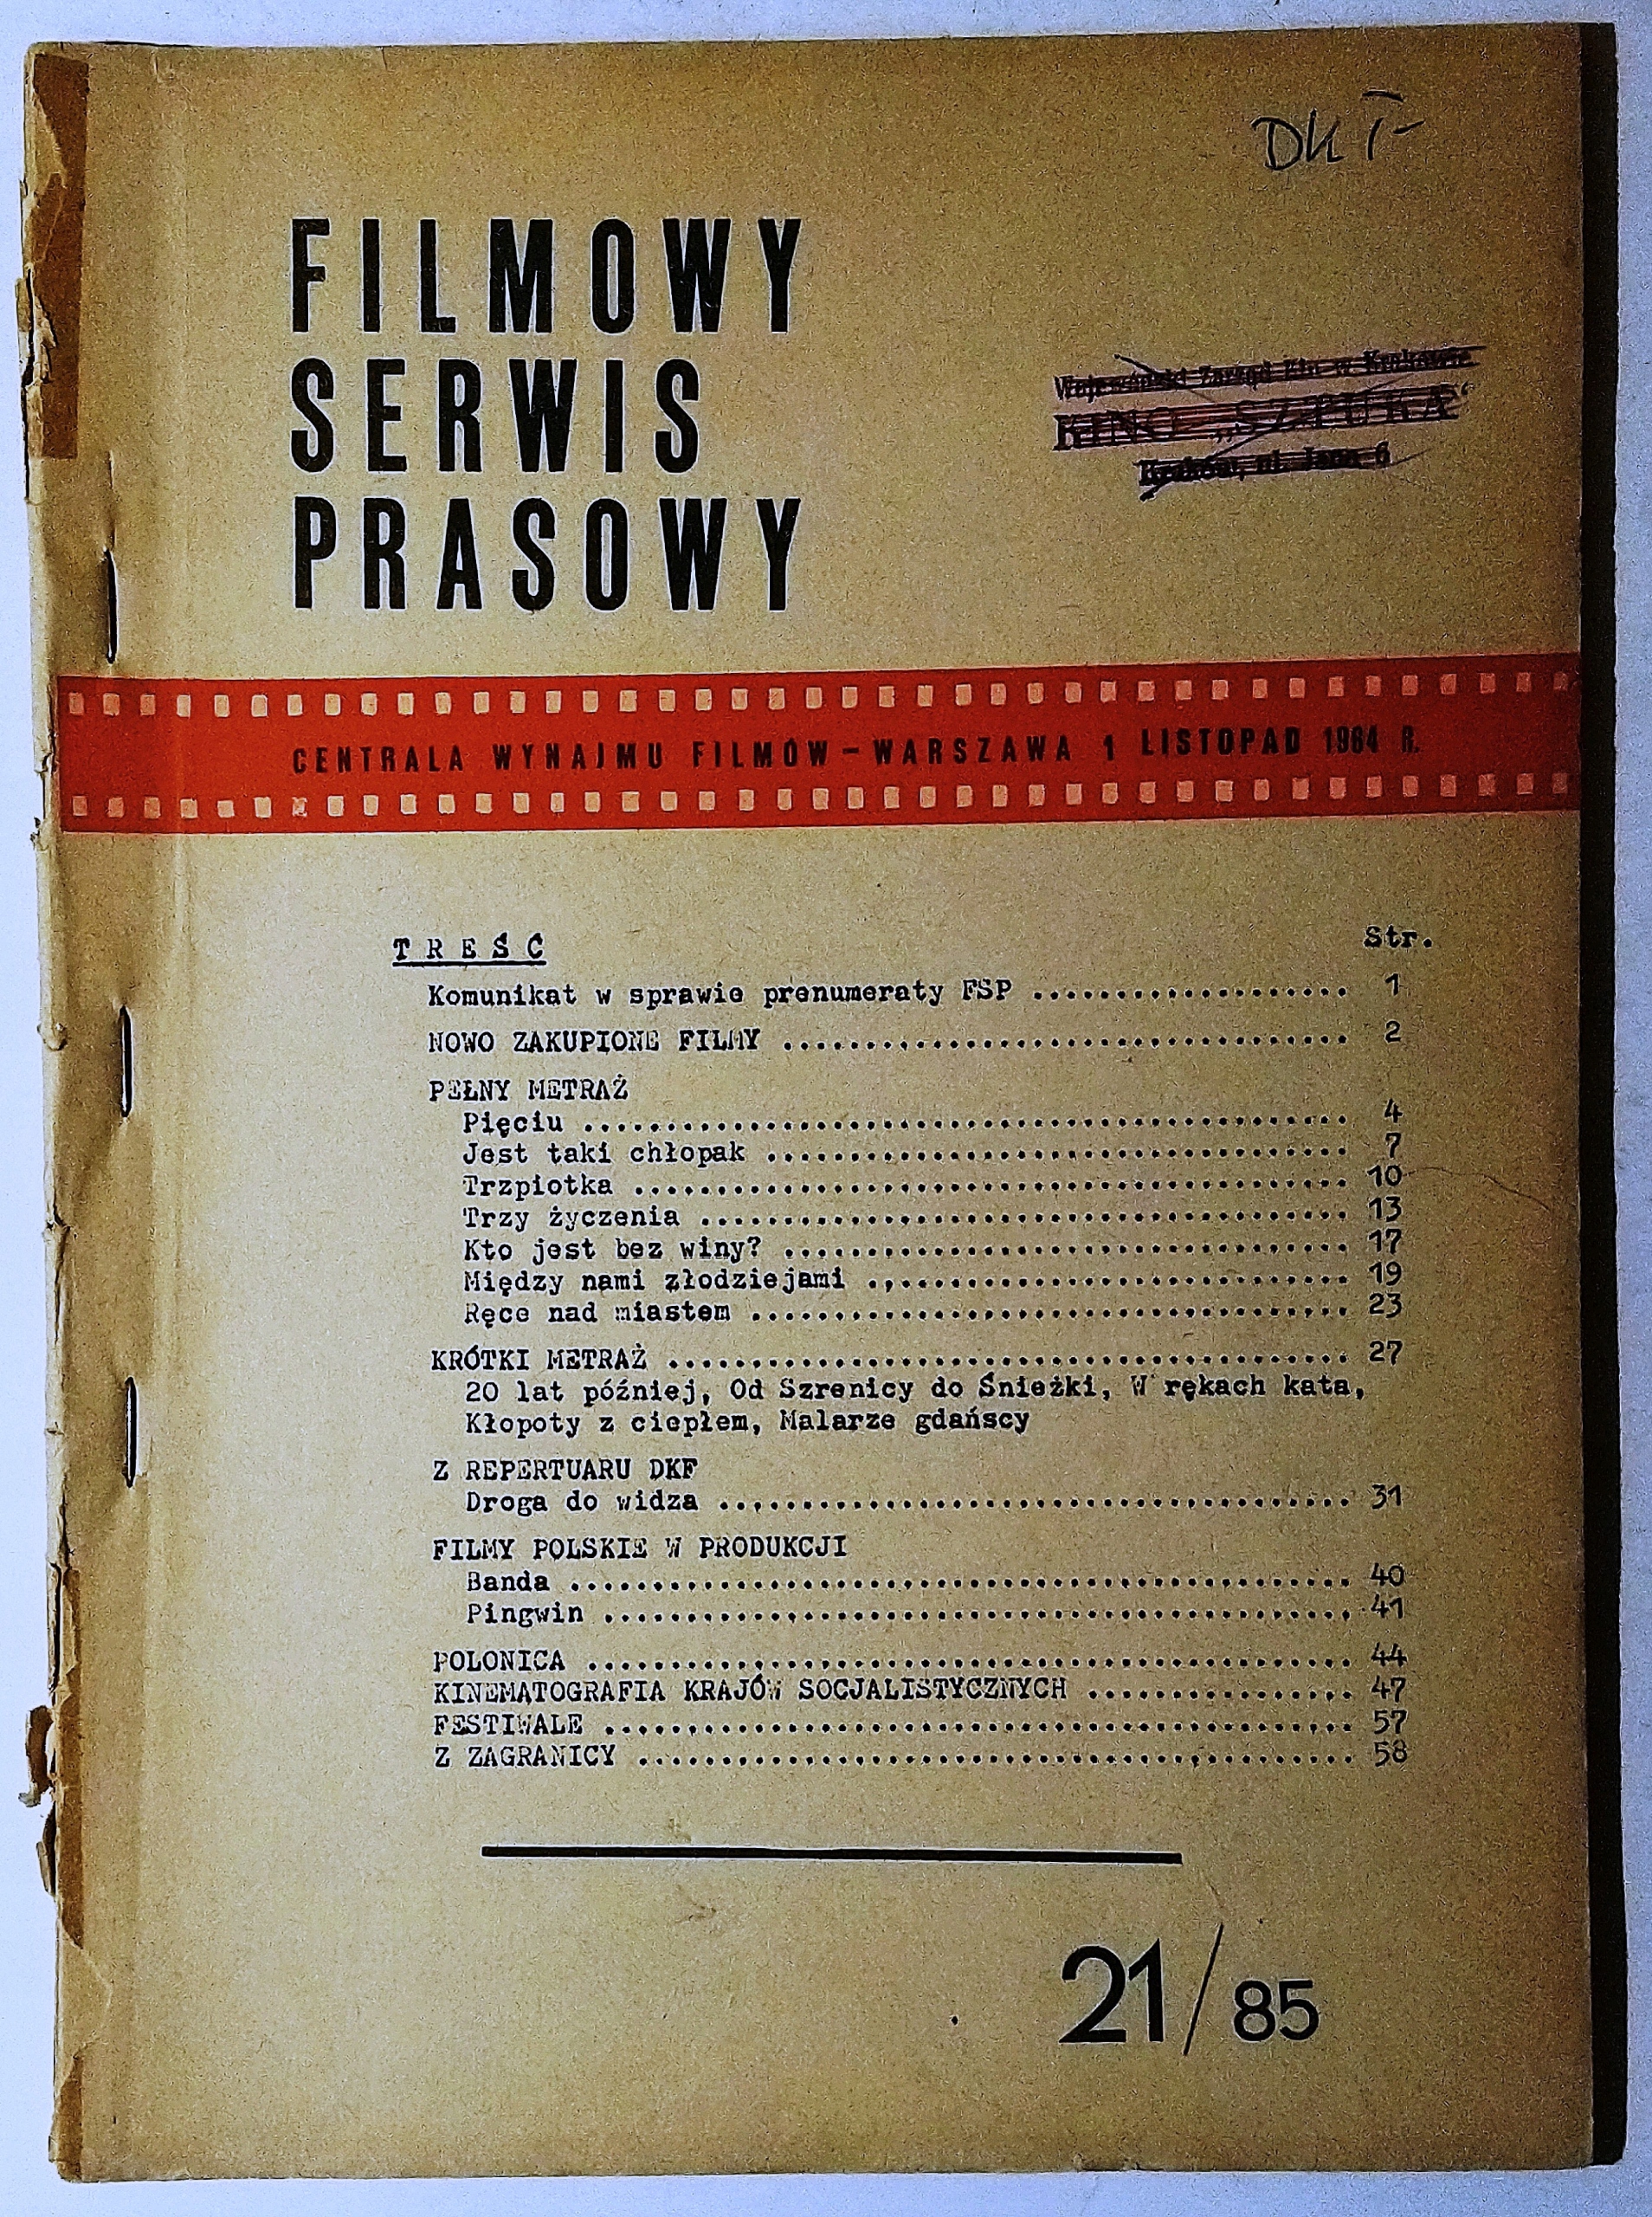 DKF
FILMOWY
SERWIS
PRASOWY
Wojewódzki Zarząd Kin w Krakowie
KINO „SZTUKA“
Kraków, ul. Jana 6
CENTRALA WYNAJMU FILMÓW – WARSZAWA 1 LISTOPAD 1964 R.
TREŚĆ Str.
Komunikat w sprawie prenumeraty FSP .................... 1
NOWO ZAKUPIONE FILMY .................................. 2
PEŁNY METRAŻ
Pięciu .............................................. 4
Jest taki chłopak ................................... 7
Trzpiotka ........................................... 10
Trzy życzenia ....................................... 13
Kto jest bez winy? .................................. 17
Między nami złodziejami ............................. 19
Ręce nad miastem .................................... 23
KRÓTKI METRAŻ ......................................... 27
20 lat później, Od Szrenicy do Śnieżki, W rękach kata,
Kłopoty z ciepłem, Malarze gdańscy
Z REPERTUARU DKF
Droga do widza ...................................... 31
FILMY POLSKIE W PRODUKCJI
Banda ............................................... 40
Pingwin ............................................. 41
POLONICA .............................................. 44
KINEMATOGRAFIA KRAJÓW SOCJALISTYCZNYCH ................ 47
FESTIWALE ............................................. 57
Z ZAGRANICY ........................................... 58
21/85